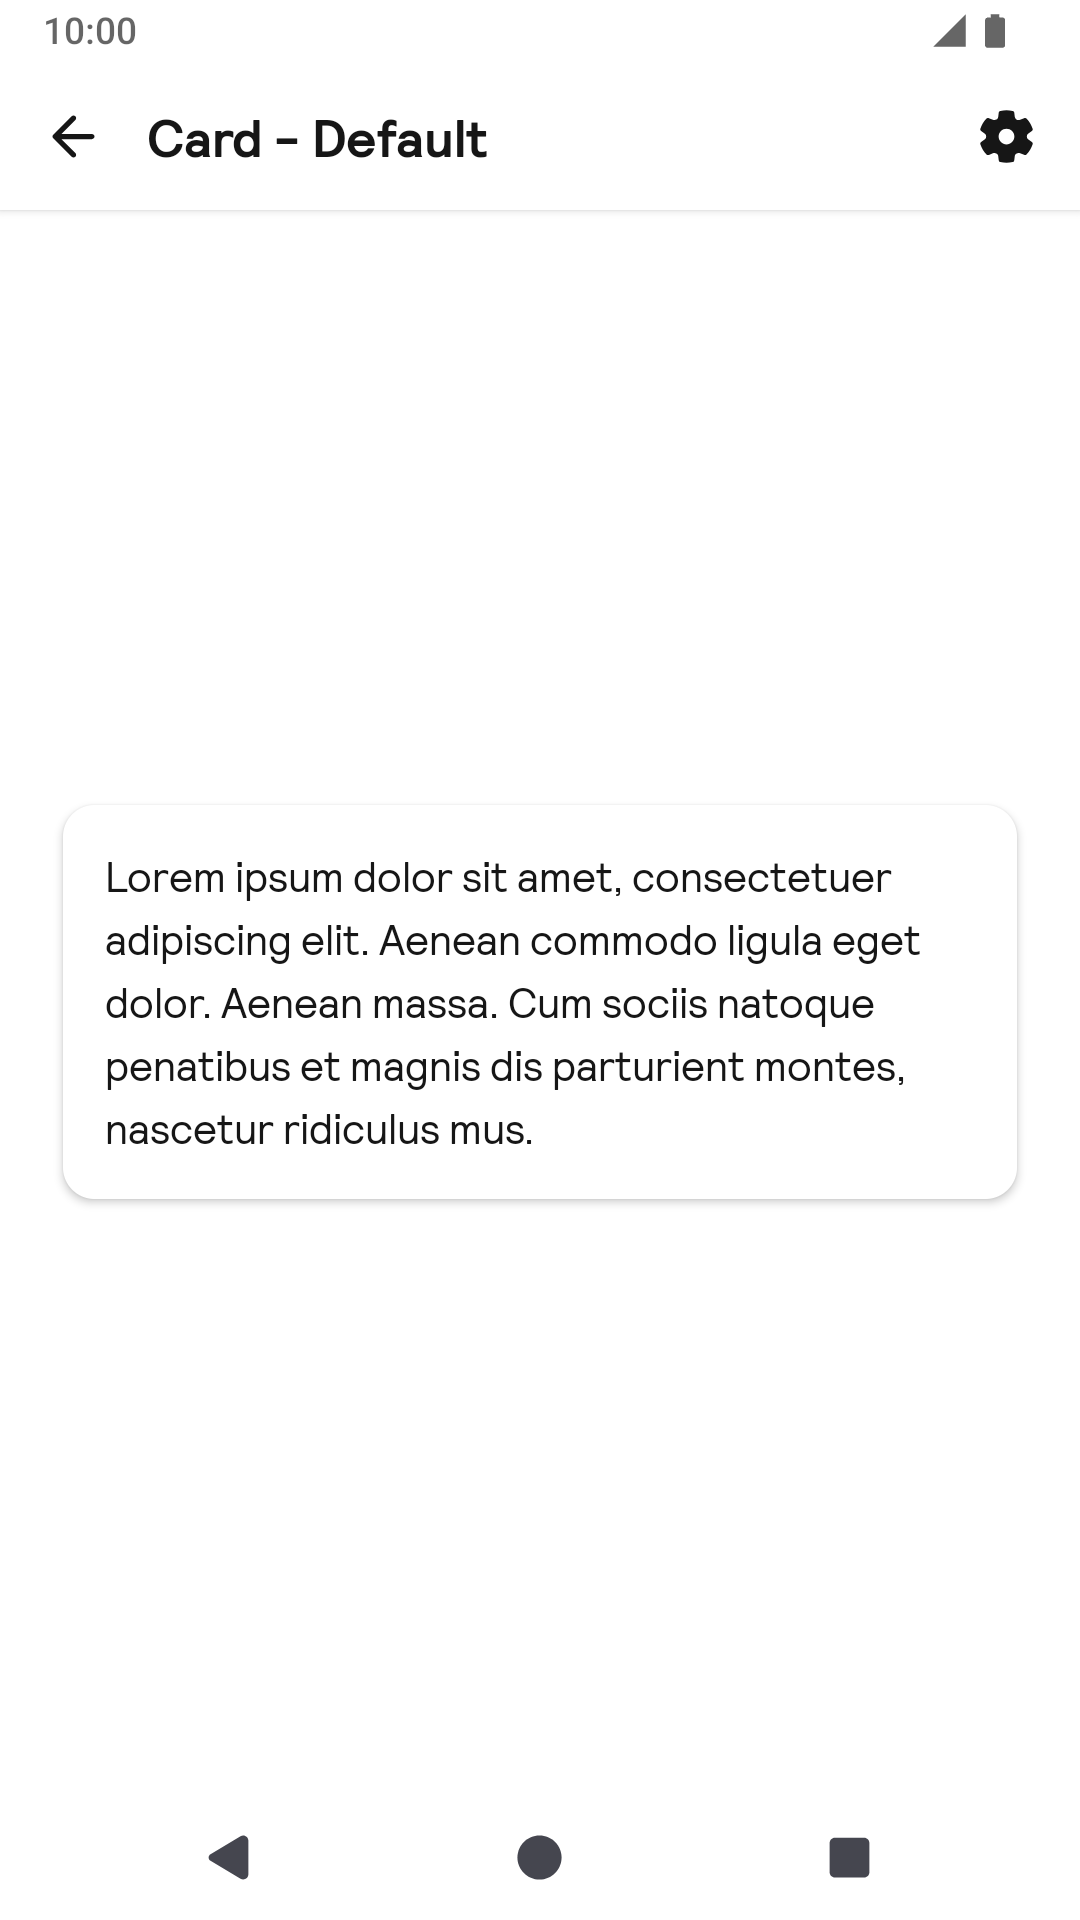 10:00
Card - Default
Lorem ipsum dolor sit amet, consectetuer
adipiscing elit. Aenean commodo ligula eget
dolor. Aenean massa. Cum sociis natoque
penatibus et magnis dis parturient montes,
nascetur ridiculus mus.